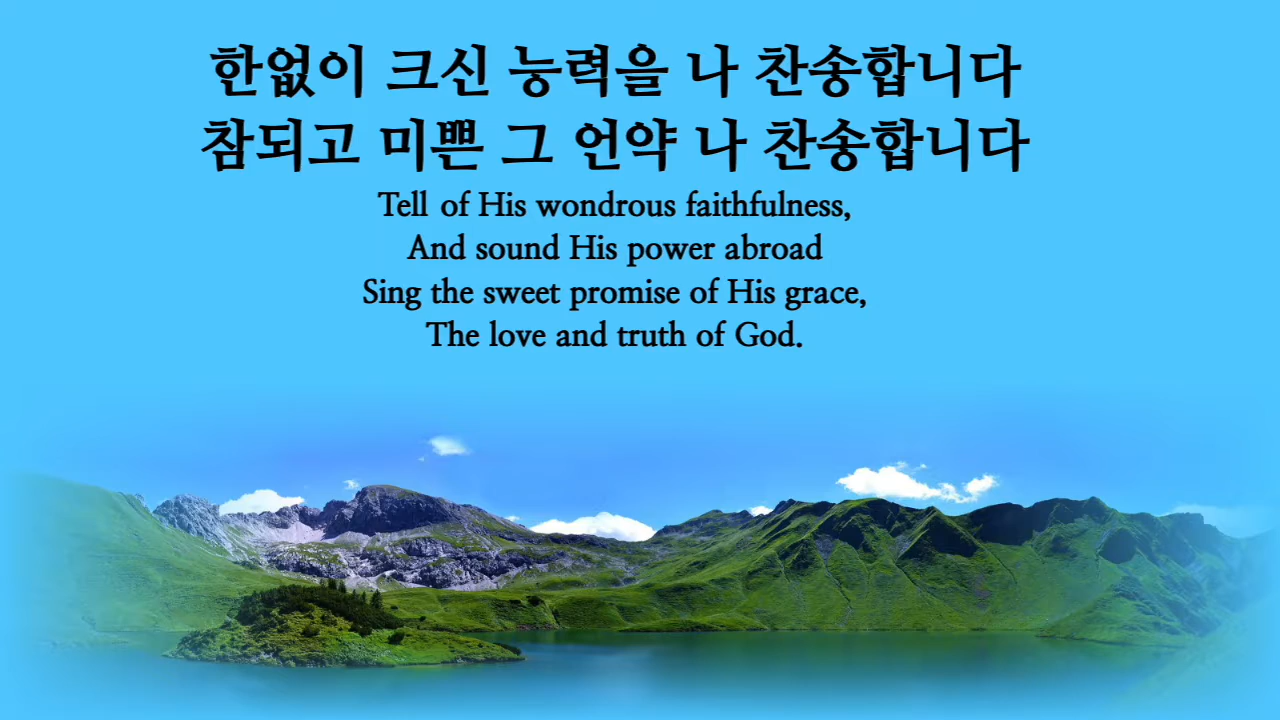 한없이 크신 능력을 나 찬송합니다
참되고 미쁜 그 언약 나 찬송합니다
Tell of His wondrous faithfulness,
And sound His power abroad
Sing the sweet promise of His grace,
The love and truth of God.